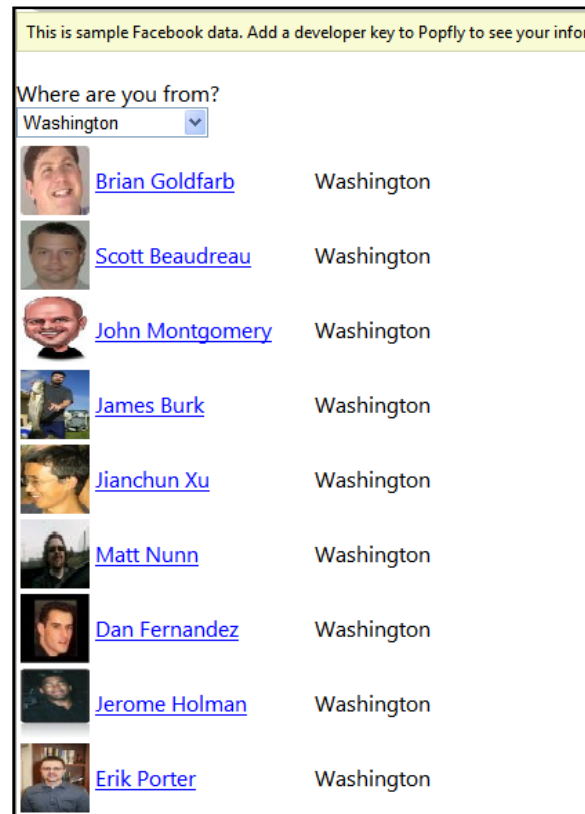 This is sample Facebook data. Add a developer key to Popfly to see your
Where are you from?
Washington
Brian Goldfarb Washington
Scott Beaudreau Washington
John Montgomery Washington
James Burk Washington
Jianchun Xu Washington
Matt Nunn Washington
Dan Fernandez Washington
Jerome Holman Washington
Erik Porter Washington